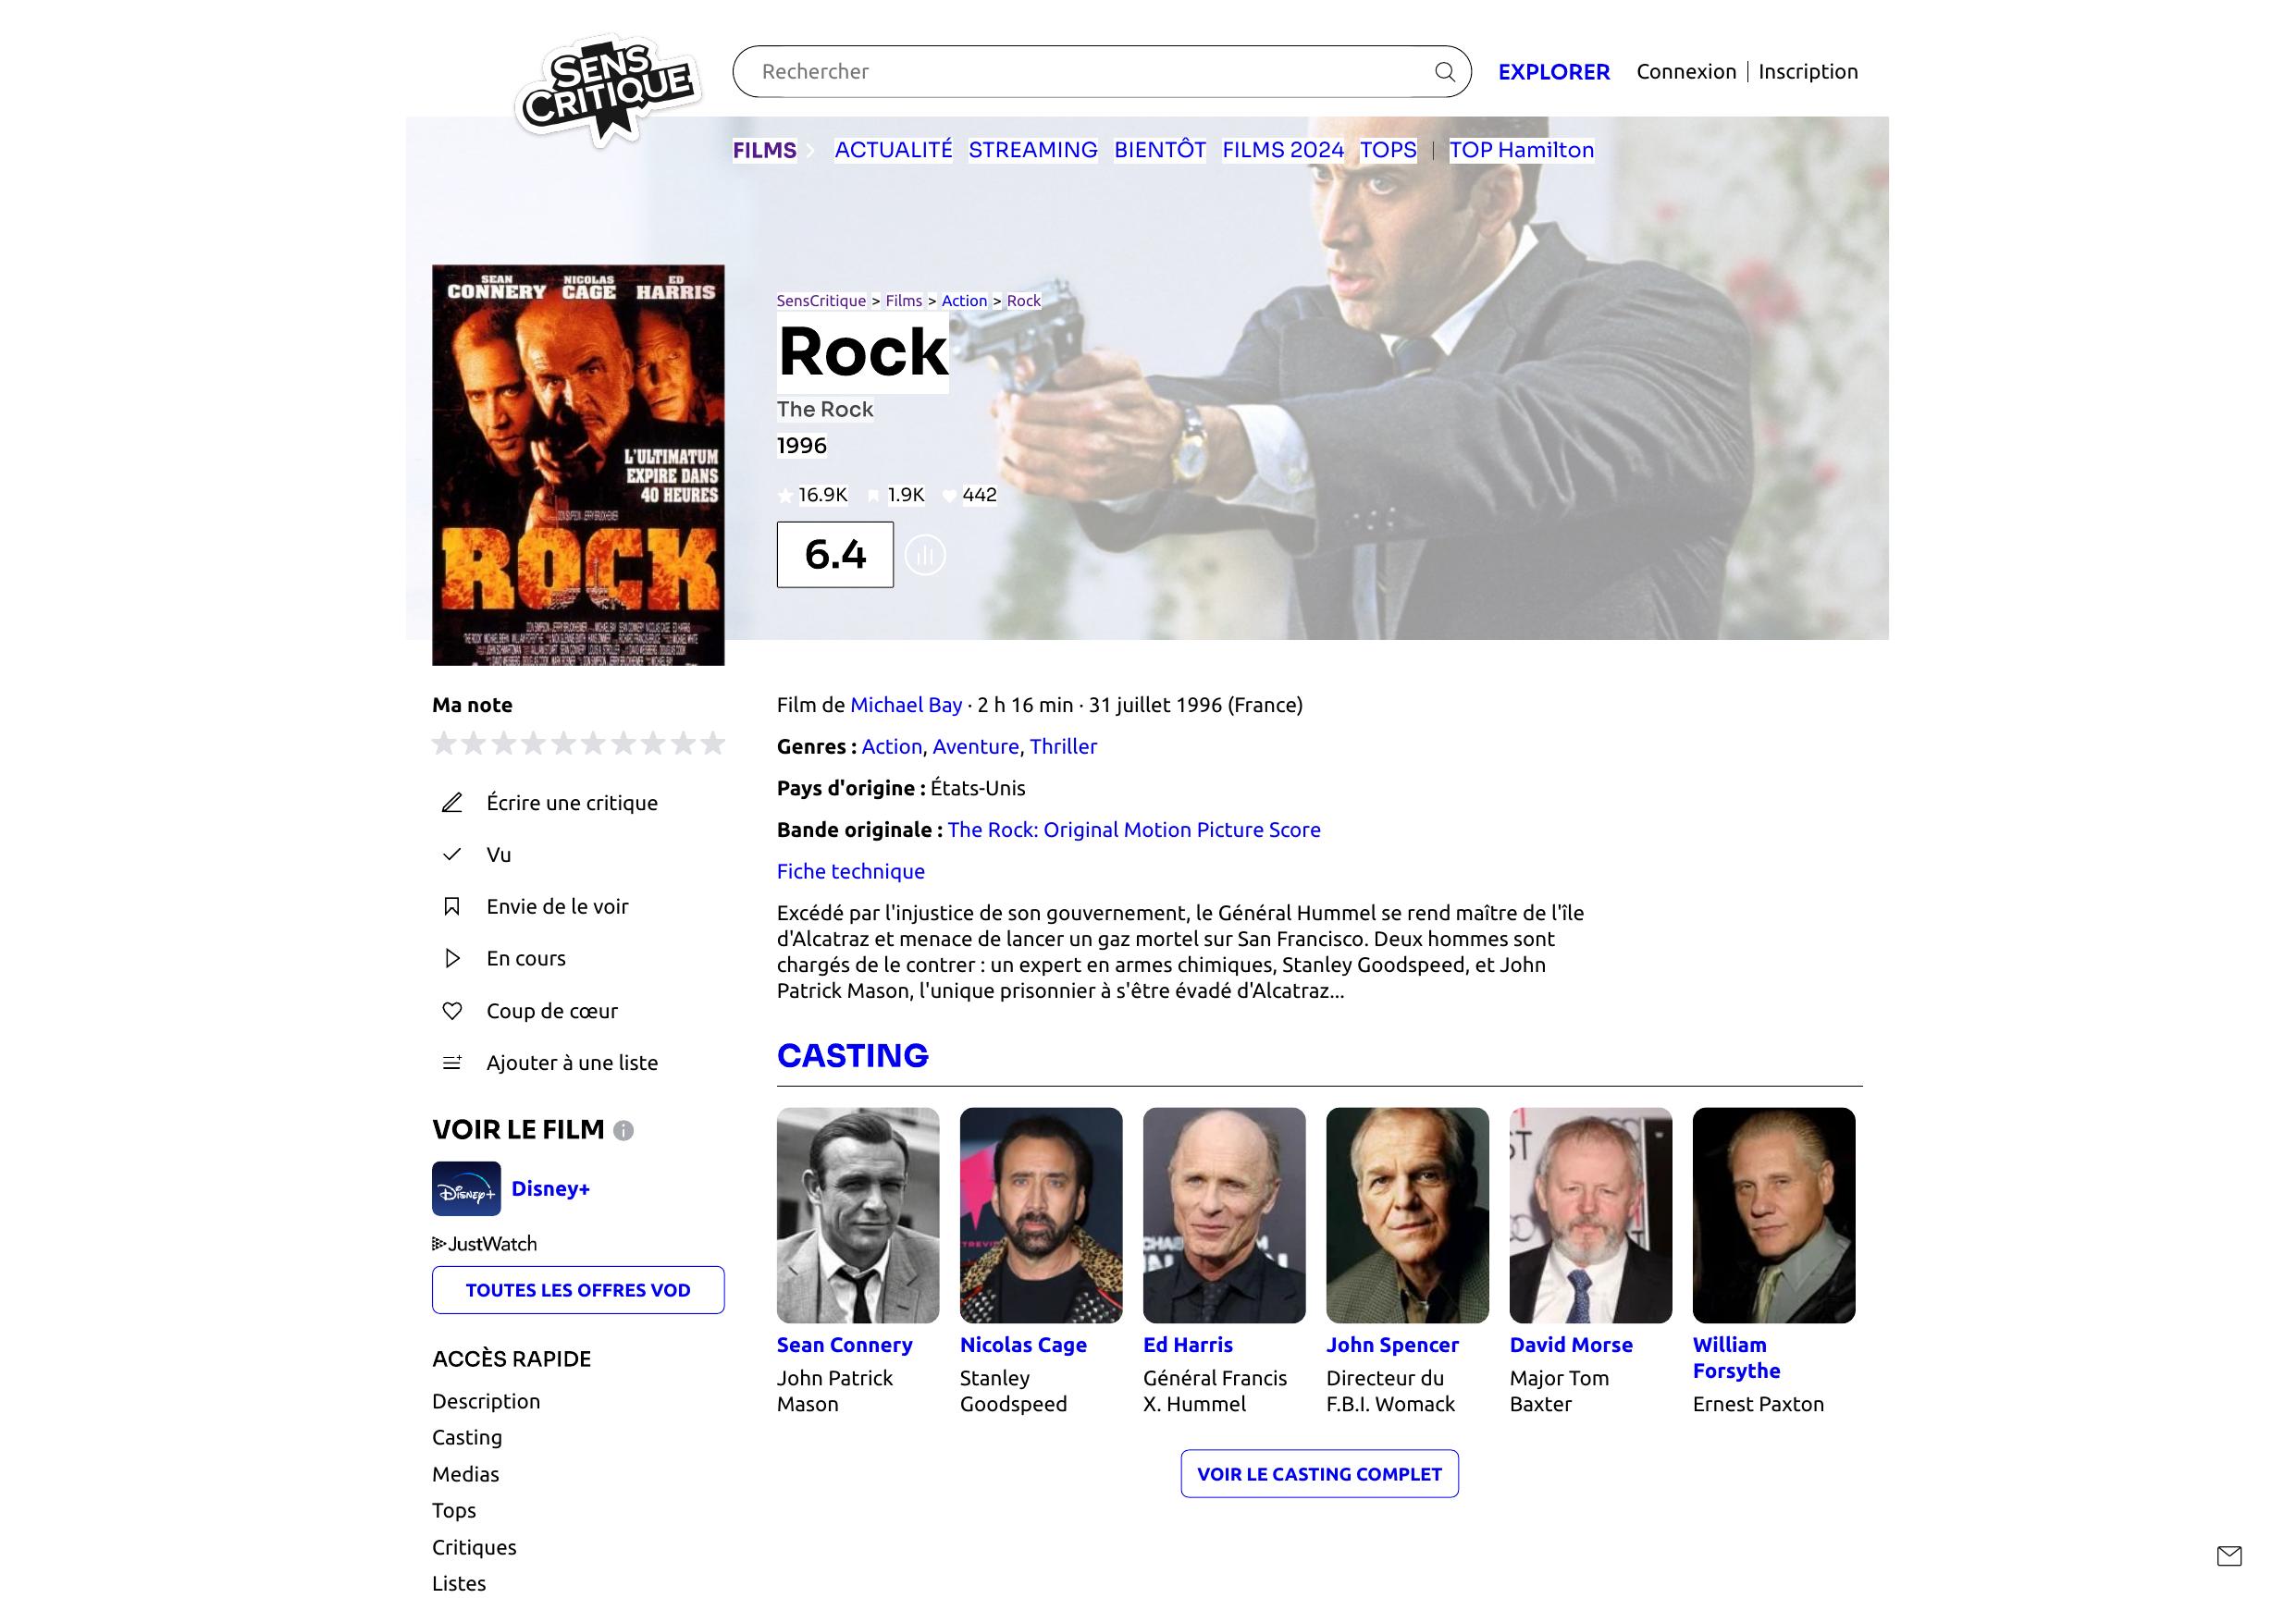 SENS
CRITIQUE
Rechercher
EXPLORER
Connexion | Inscription
FILMS
ACTUALITÉ
STREAMING
BIENTÔT
FILMS 2024
TOPS
|
TOP Hamilton
SEAN CONNERY
NICOLAS CAGE
ED HARRIS
L'ULTIMATUM
EXPIRE DANS
40 HEURES
ROCK
SensCritique > Films > Action > Rock
Rock
The Rock
1996
16.9K
1.9K
442
6.4
Ma note
Écrire une critique
Vu
Envie de le voir
En cours
Coup de cœur
Ajouter à une liste
VOIR LE FILM
Disney+
Disney+
JustWatch
TOUTES LES OFFRES VOD
ACCÈS RAPIDE
Description
Casting
Medias
Tops
Critiques
Listes
Film de Michael Bay · 2 h 16 min · 31 juillet 1996 (France)
Genres : Action, Aventure, Thriller
Pays d'origine : États-Unis
Bande originale : The Rock: Original Motion Picture Score
Fiche technique
Excédé par l'injustice de son gouvernement, le Général Hummel se rend maître de l'île
d'Alcatraz et menace de lancer un gaz mortel sur San Francisco. Deux hommes sont
chargés de le contrer : un expert en armes chimiques, Stanley Goodspeed, et John
Patrick Mason, l'unique prisonnier à s'être évadé d'Alcatraz...
CASTING
Sean Connery
John Patrick
Mason
Nicolas Cage
Stanley
Goodspeed
Ed Harris
Général Francis
X. Hummel
John Spencer
Directeur du
F.B.I. Womack
David Morse
Major Tom
Baxter
William
Forsythe
Ernest Paxton
VOIR LE CASTING COMPLET